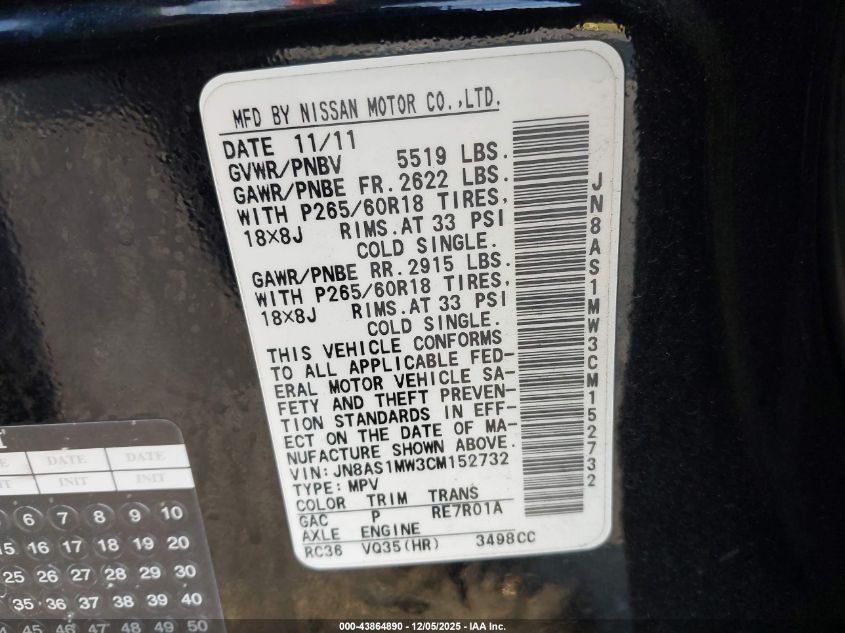 MFD BY NISSAN MOTOR CO.,LTD.
DATE 11/11
GVWR/PNBV 5519 LBS.
GAWR/PNBE FR. 2622 LBS.
WITH P265/60R18 TIRES,
18×8J RIMS. AT 33 PSI
COLD SINGLE.
GAWR/PNBE RR. 2915 LBS.
WITH P265/60R18 TIRES,
18×8J RIMS. AT 33 PSI
COLD SINGLE.
THIS VEHICLE CONFORMS
TO ALL APPLICABLE FED-
ERAL MOTOR VEHICLE SA-
FETY AND THEFT PREVEN-
TION STANDARDS IN EFF-
ECT ON THE DATE OF MA-
NUFACTURE SHOWN ABOVE.
VIN: JN8AS1MW3CM152732
TYPE: MPV
COLOR TRIM TRANS
GAC P RE7R01A
AXLE ENGINE
RC36 VQ35(HR) 3498CC
JN8AS1MW3CM152732
DATE DATE
INIT INIT
6 7 8 9 10
15 16 17 18 19 20
25 26 27 28 29 30
35 36 37 38 39 40
45 46 47 48 49 50
000-43864890 - 12/05/2025 - IAA Inc.